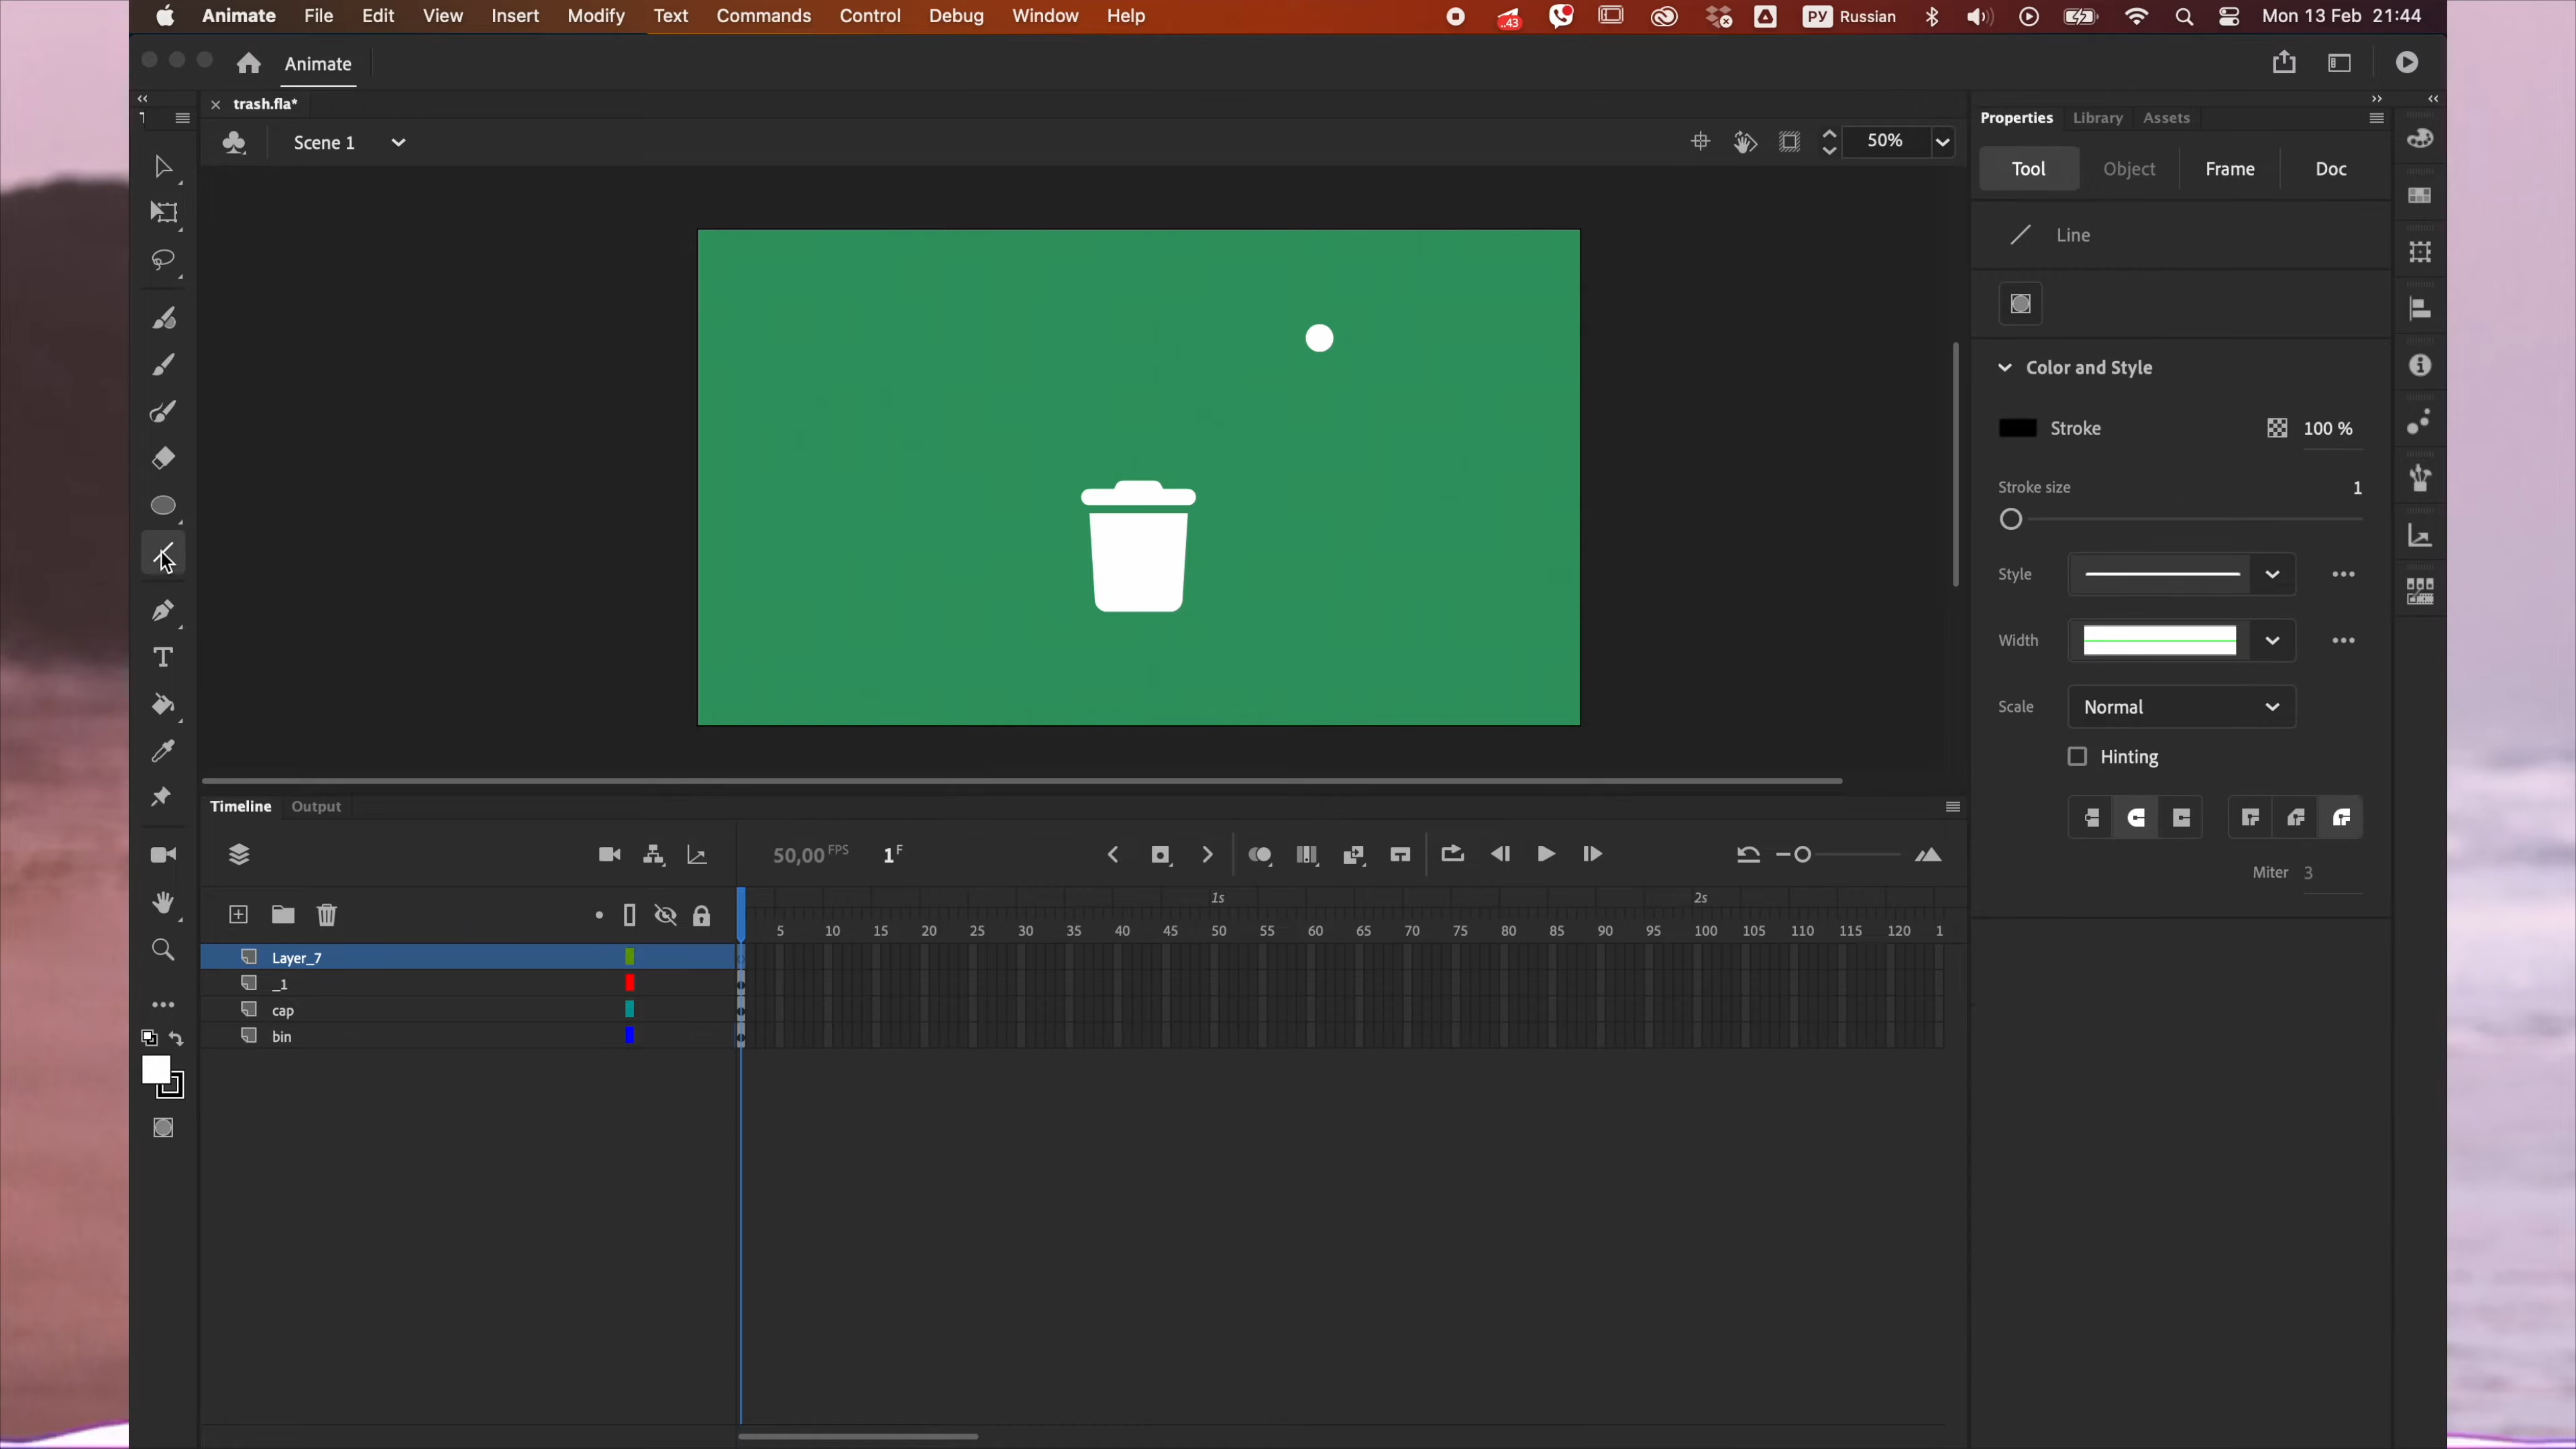 Animate File Edit View Insert Modify Text Commands Control Debug Window Help .43 РУ Russian Mon 13 Feb 21:44
Animate
trash.fla*
Scene 1 50%
Properties Library Assets
Tool Object Frame Doc
Line
Color and Style
Stroke 100 %
Stroke size 1
Style
Width
Scale Normal
Hinting
Miter 3
Timeline Output
50,00 FPS 1 F
1s 2s
5 10 15 20 25 30 35 40 45 50 55 60 65 70 75 80 85 90 95 100 105 110 115 120 1
Layer_7
_1
cap
bin